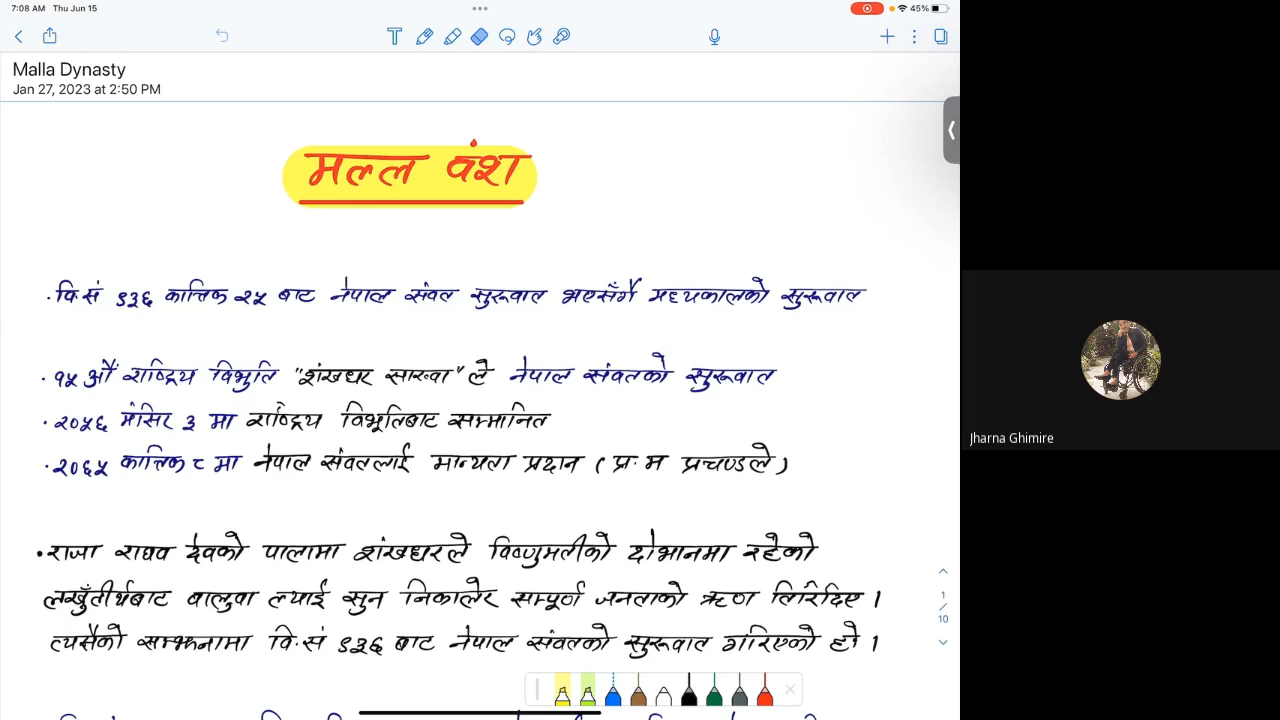 7:08 AM Thu Jun 15
45%
Malla Dynasty
Jan 27, 2023 at 2:50 PM
मल्ल वंश
· वि.सं ९३६ कात्तिक २५ बाट नेपाल संवत सुरूवात भएसँगै मध्यकालको सुरूवात
· १५ औं राष्ट्रिय विभुति "शंखधर साख्वा" ले नेपाल संवतको सुरूवात
· २०५६ मंसिर ३ मा राष्ट्रिय विभूतिबाट सम्मानित
· २०६५ कात्तिक ८ मा नेपाल संवतलाई मान्यता प्रदान ( प्र.म प्रचण्डले )
• राजा राघव देवको पालामा शंखधरले विष्णुमतीको दोभानमा रहेको
लखुँतीर्थबाट वालुवा ल्याई सुन निकालेर सम्पूर्ण जनताको ऋण तिरिदिए ।
त्यसैको सम्झनामा वि.सं ९३६ बाट नेपाल संवतको सुरूवात गरिएको हो ।
1
/
10
Jharna Ghimire